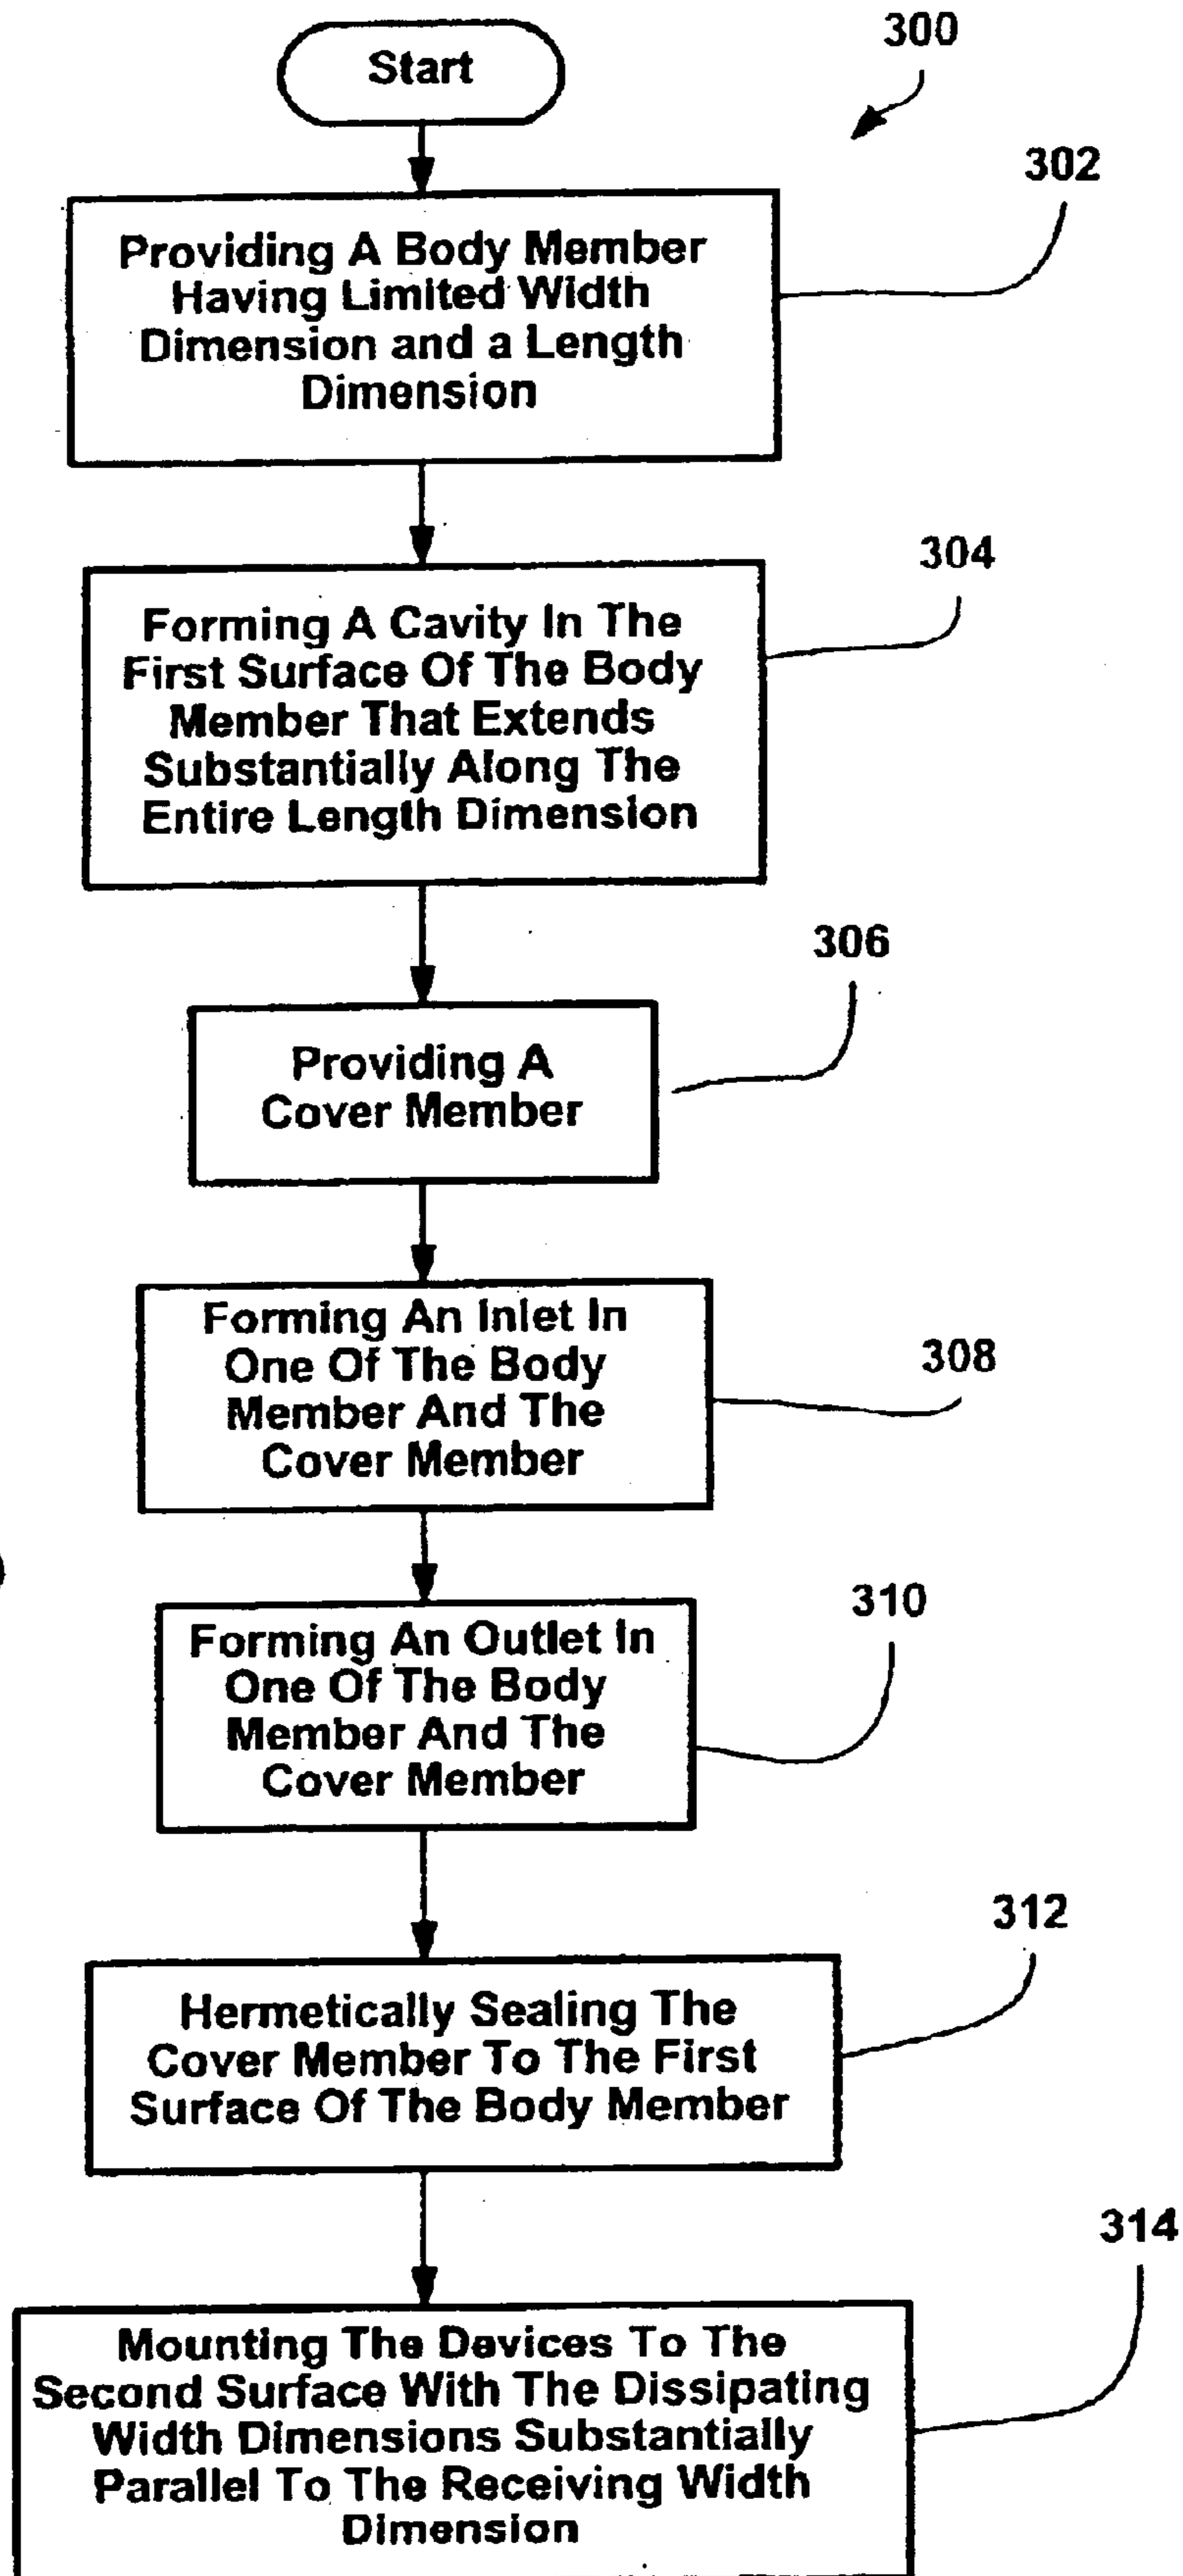 Start
300
302
Providing A Body Member
Having Limited Width
Dimension and a Length
Dimension
304
Forming A Cavity In The
First Surface Of The Body
Member That Extends
Substantially Along The
Entire Length Dimension
306
Providing A
Cover Member
308
Forming An Inlet In
One Of The Body
Member And The
Cover Member
310
Forming An Outlet In
One Of The Body
Member And The
Cover Member
312
Hermetically Sealing The
Cover Member To The First
Surface Of The Body Member
314
Mounting The Devices To The
Second Surface With The Dissipating
Width Dimensions Substantially
Parallel To The Receiving Width
Dimension